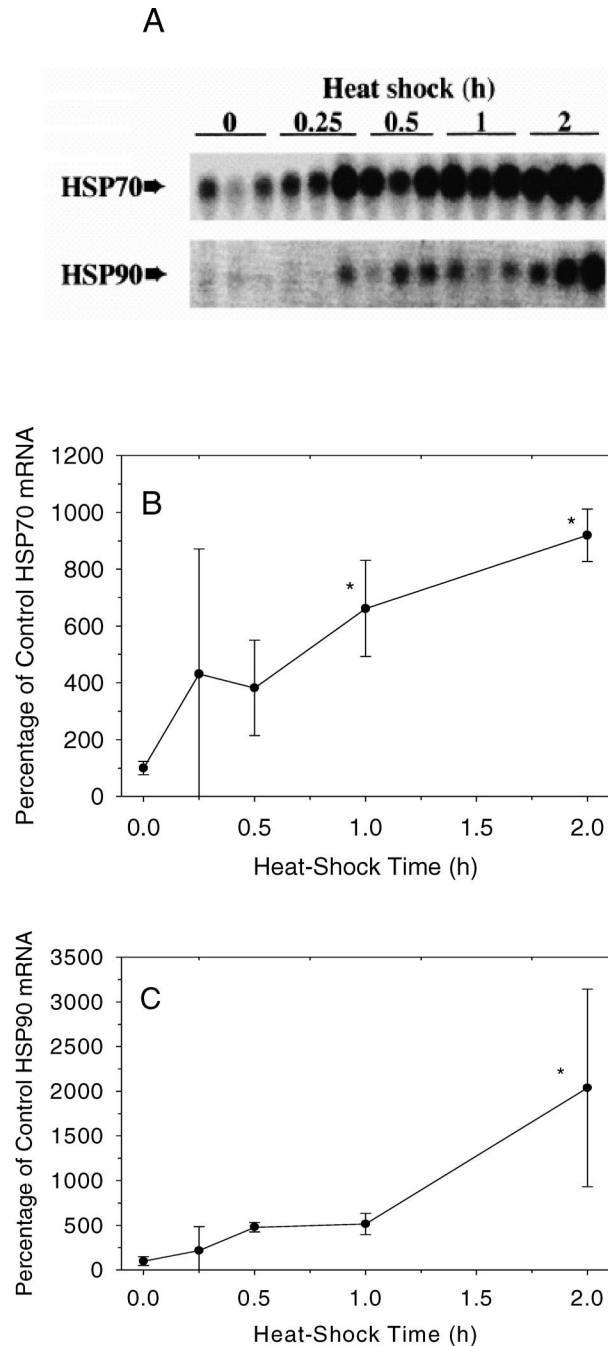 A
Heat shock (h)
0 0.25 0.5 1 2
HSP70
HSP90
B
Percentage of Control HSP70 mRNA
1200
1000
800
600
400
200
0
*
*
0.0 0.5 1.0 1.5 2.0
Heat-Shock Time (h)
C
Percentage of Control HSP90 mRNA
3500
3000
2500
2000
1500
1000
500
0
*
0.0 0.5 1.0 1.5 2.0
Heat-Shock Time (h)